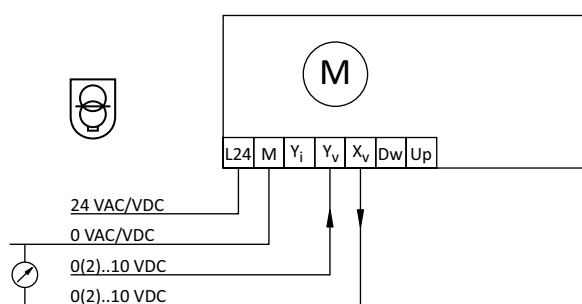 M
L24 M Yi Yv Xv Dw Up
24 VAC/VDC
0 VAC/VDC
0(2)..10 VDC
0(2)..10 VDC